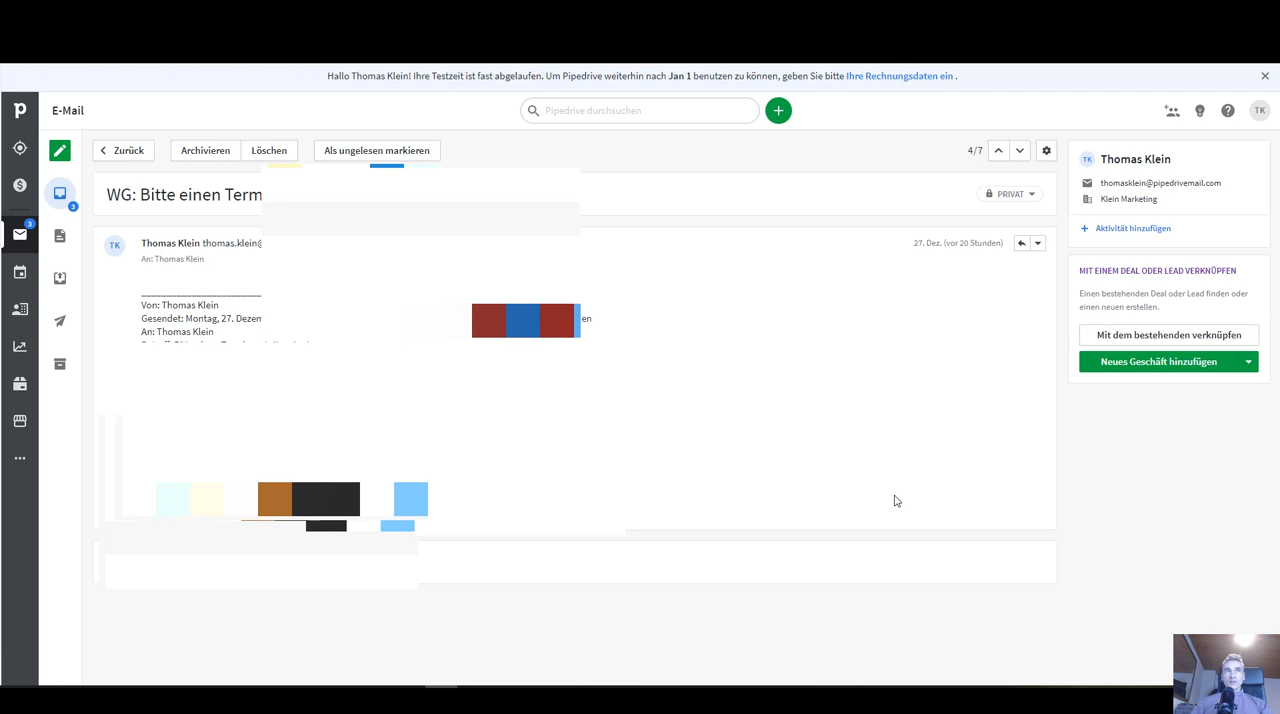 Hallo Thomas Klein! Ihre Testzeit ist fast abgelaufen. Um Pipedrive weiterhin nach Jan 1 benutzen zu können, geben Sie bitte Ihre Rechnungsdaten ein .
E-Mail
Pipedrive durchsuchen
TK
Zurück
Archivieren
Löschen
Als ungelesen markieren
4/7
WG: Bitte einen Term
PRIVAT
TK
Thomas Klein
thomasklein@pipedrivemail.com
Klein Marketing
Aktivität hinzufügen
3
3
TK
Thomas Klein thomas.klein@
An: Thomas Klein
27. Dez. (vor 20 Stunden)
Von: Thomas Klein
Gesendet: Montag, 27. Dezem
en
An: Thomas Klein
MIT EINEM DEAL ODER LEAD VERKNÜPFEN
Einen bestehenden Deal oder Lead finden oder
einen neuen erstellen.
Mit dem bestehenden verknüpfen
Neues Geschäft hinzufügen